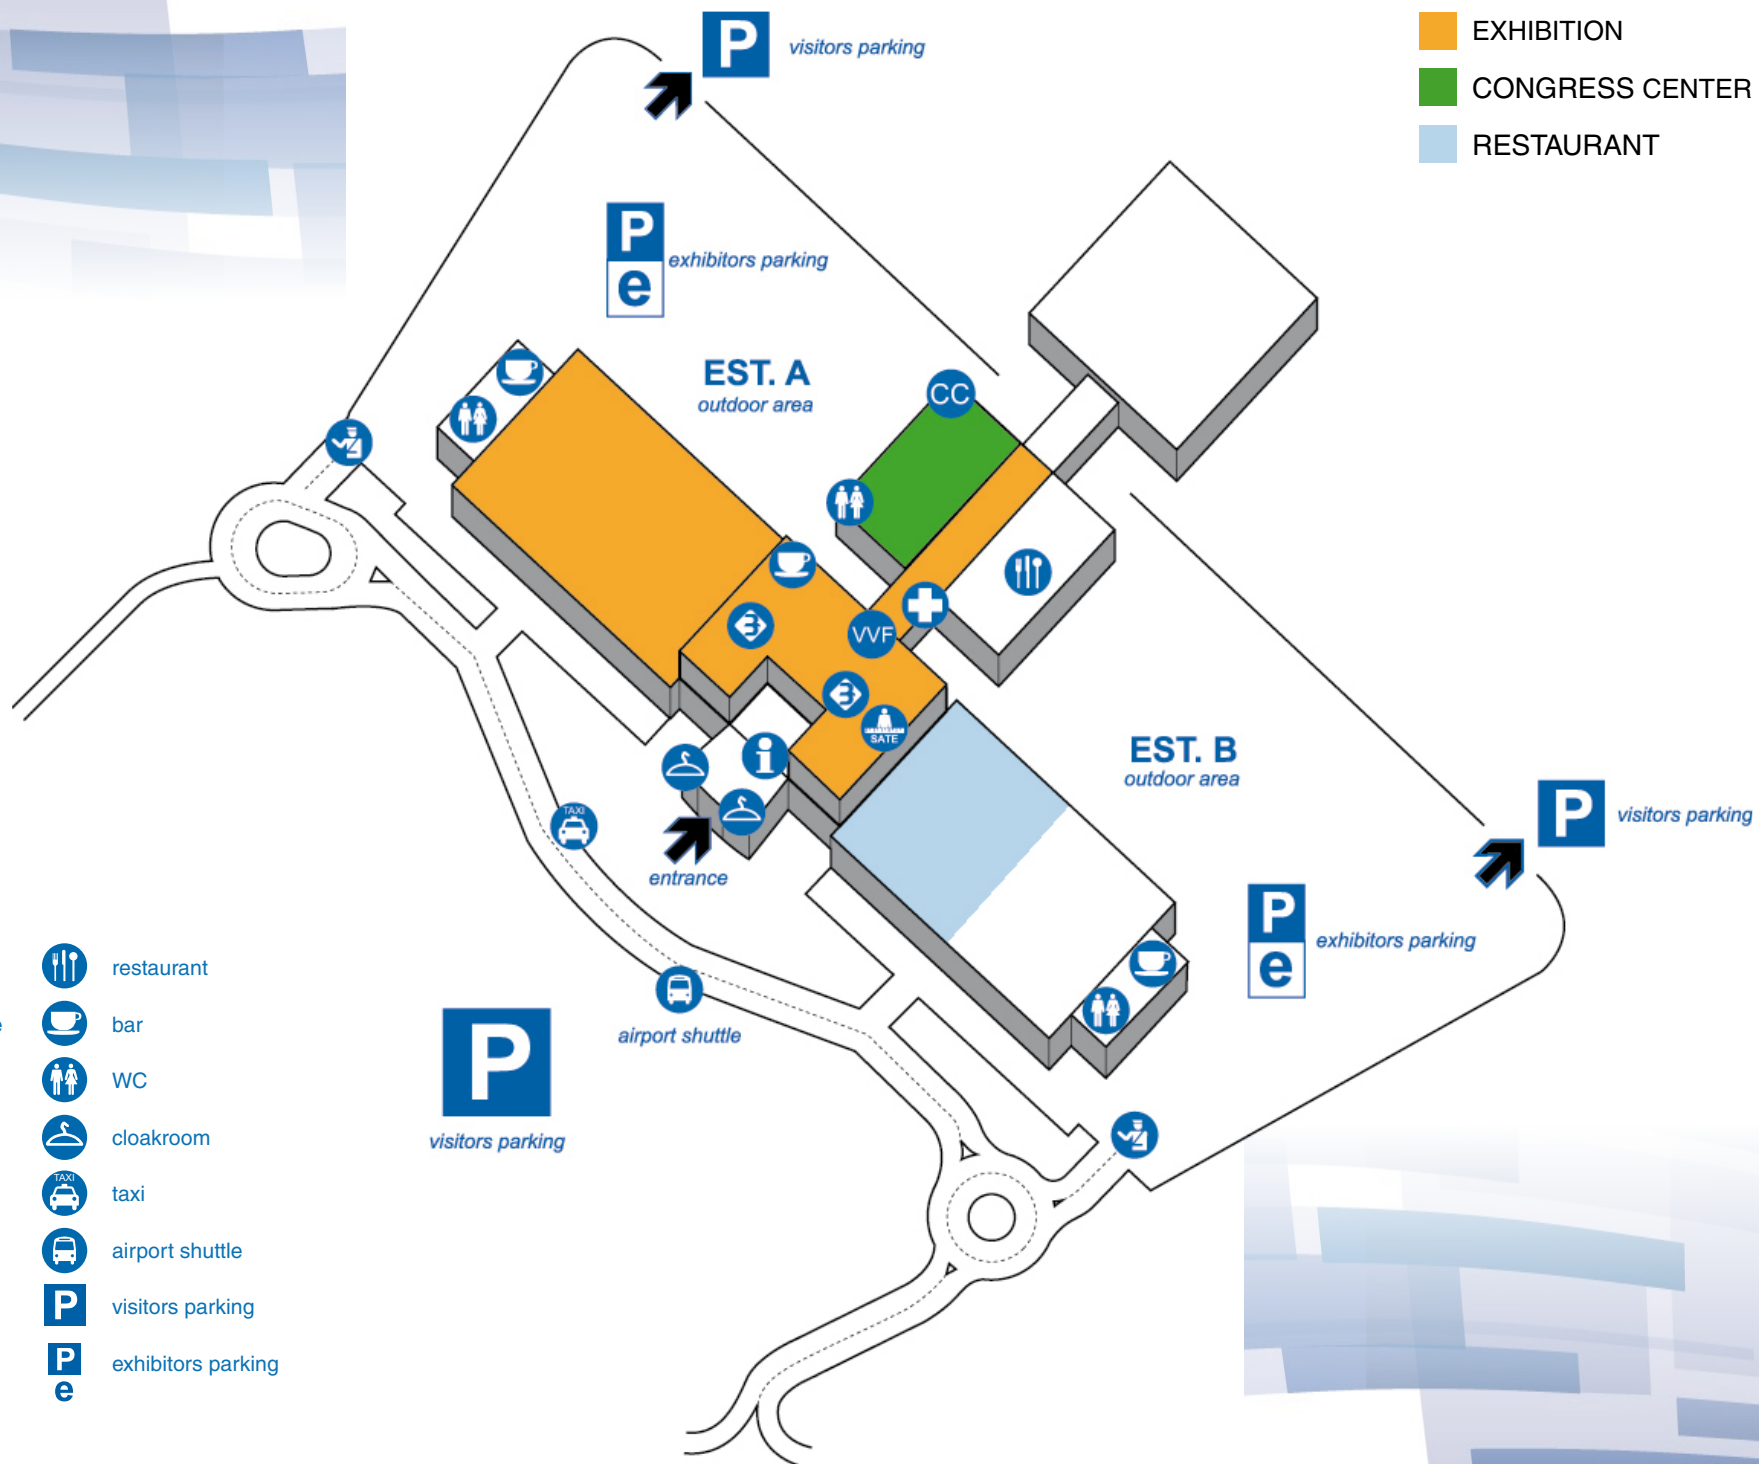 P visitors parking
EXHIBITION
CONGRESS CENTER
RESTAURANT
P
e
exhibitors parking
EST. A
outdoor area
CC
VVF
SATE
EST. B
outdoor area
P visitors parking
TAXI
entrance
P
e
exhibitors parking
airport shuttle
P
visitors parking
restaurant
e
bar
WC
cloakroom
TAXI
taxi
airport shuttle
P visitors parking
P
e
exhibitors parking